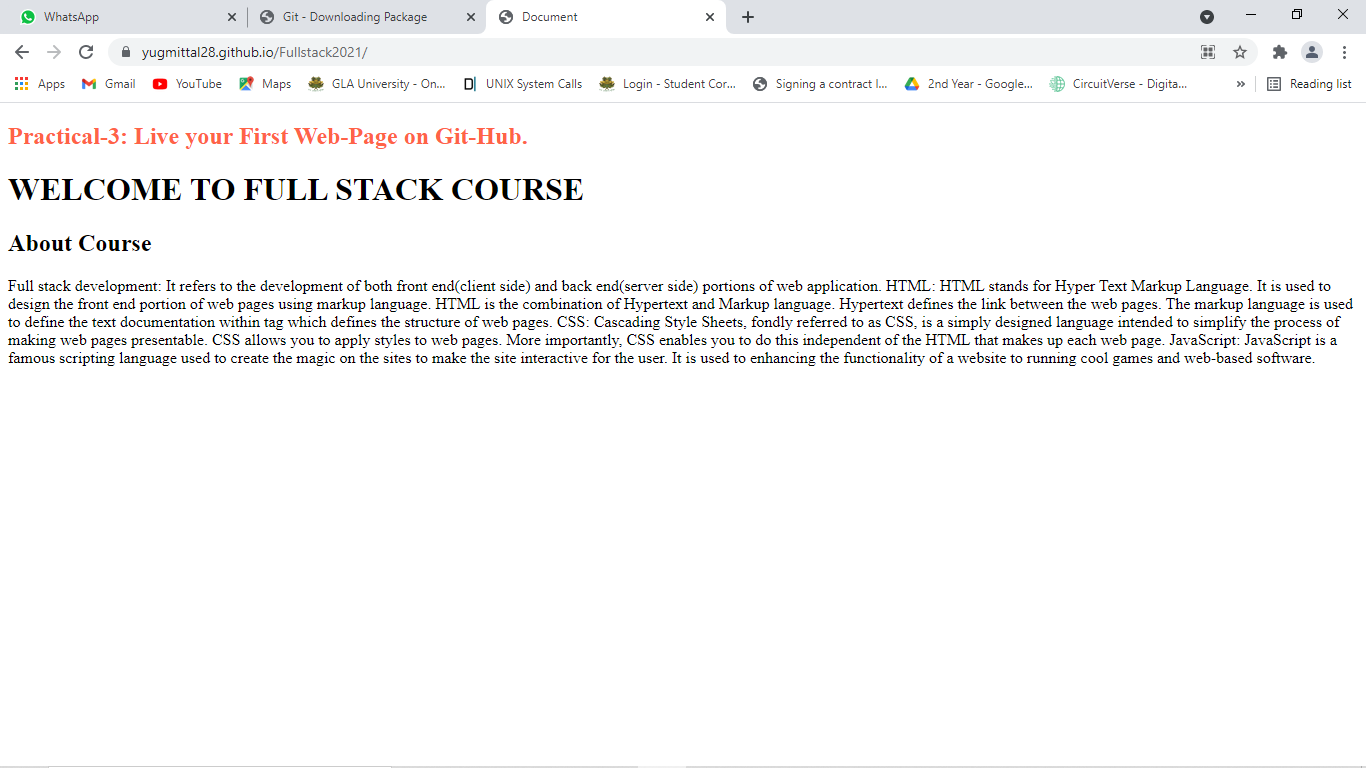 WhatsApp
Git - Downloading Package
Document
yugmittal28.github.io/Fullstack2021/
Apps
Gmail
YouTube
Maps
GLA University - On...
UNIX System Calls
Login - Student Cor...
Signing a contract l...
2nd Year - Google...
CircuitVerse - Digita...
»
Reading list
Practical-3: Live your First Web-Page on Git-Hub.
WELCOME TO FULL STACK COURSE
About Course
Full stack development: It refers to the development of both front end(client side) and back end(server side) portions of web application. HTML: HTML stands for Hyper Text Markup Language. It is used to
design the front end portion of web pages using markup language. HTML is the combination of Hypertext and Markup language. Hypertext defines the link between the web pages. The markup language is used
to define the text documentation within tag which defines the structure of web pages. CSS: Cascading Style Sheets, fondly referred to as CSS, is a simply designed language intended to simplify the process of
making web pages presentable. CSS allows you to apply styles to web pages. More importantly, CSS enables you to do this independent of the HTML that makes up each web page. JavaScript: JavaScript is a
famous scripting language used to create the magic on the sites to make the site interactive for the user. It is used to enhancing the functionality of a website to running cool games and web-based software.